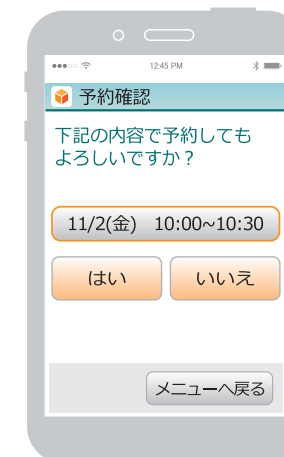 12:45 PM
予約確認
下記の内容で予約しても
よろしいですか？
11/2(金) 10:00~10:30
はい
いいえ
メニューへ戻る